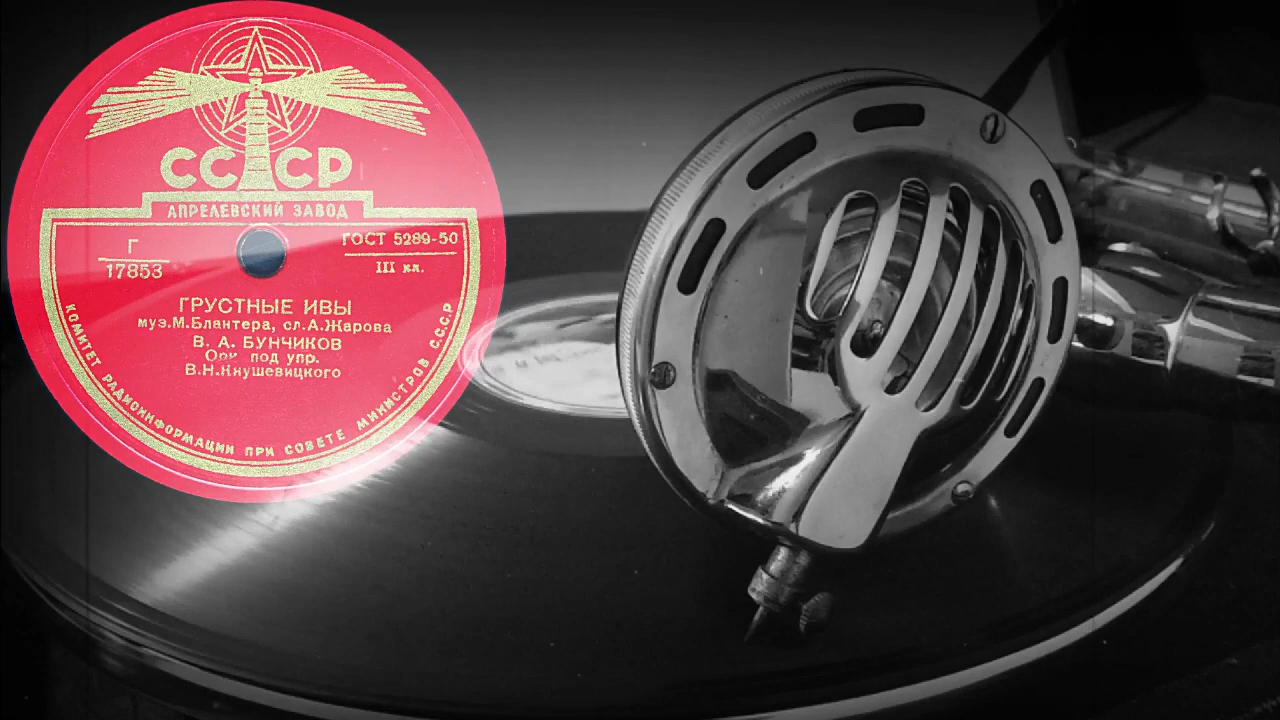 СССР
АПРЕЛЕВСКИЙ ЗАВОД
Г
17853
ГОСТ 5289-50
III кл.
ГРУСТНЫЕ ИВЫ
муз.М.Блантера, сл.А.Жарова
В. А. БУНЧИКОВ
Орк. под упр.
В.Н.Кнушевицкого
КОМИТЕТ РАДИОИНФОРМАЦИИ ПРИ СОВЕТЕ МИНИСТРОВ СССР